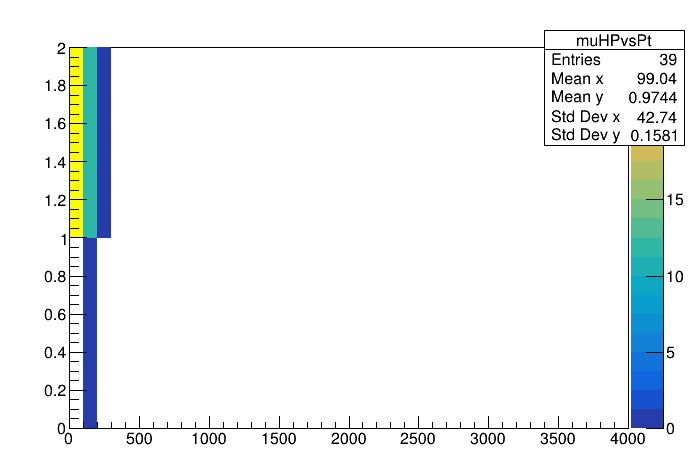 muHPvsPt
Entries 39
Mean x 99.04
Mean y 0.9744
Std Dev x 42.74
Std Dev y 0.1581
2
1.8
1.6
1.4
1.2
1
0.8
0.6
0.4
0.2
0
0 500 1000 1500 2000 2500 3000 3500 4000
15
10
5
0